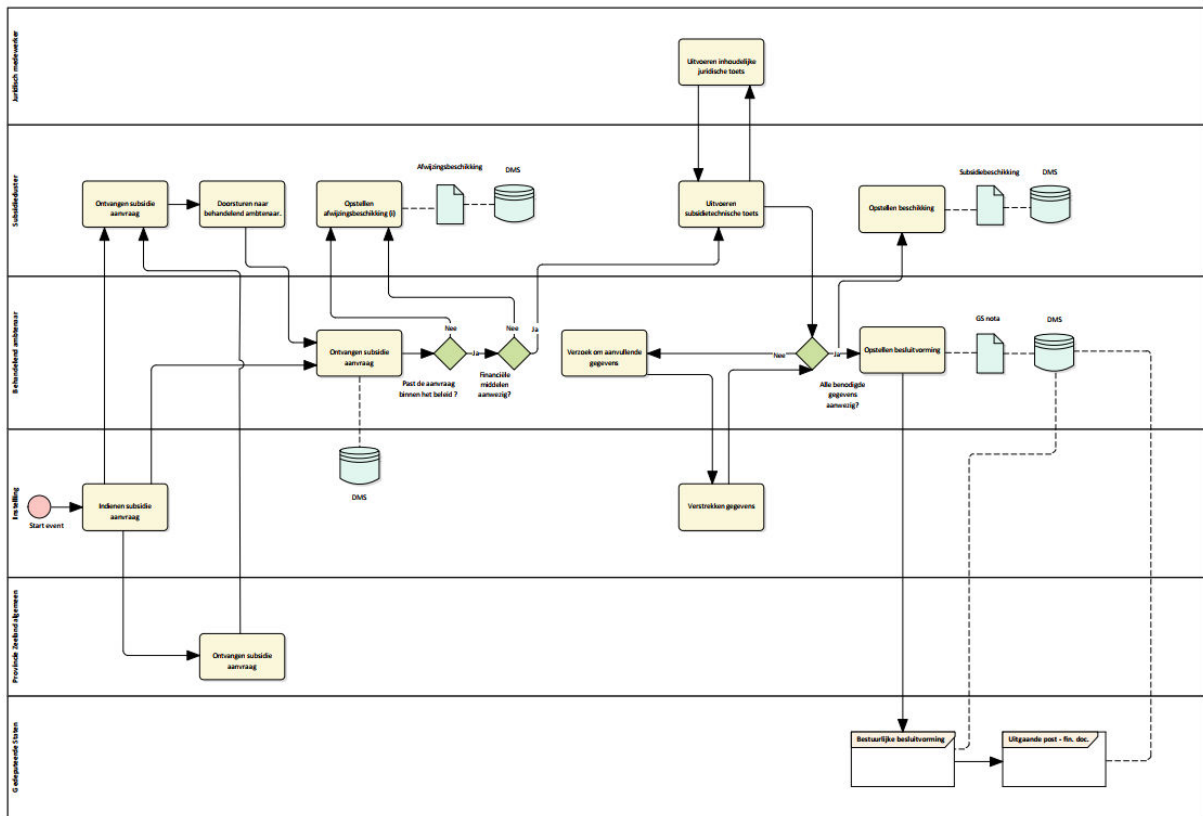 Juridisch medewerker
Uitvoeren inhoudelijke
juridische toets
Subsidieduster
Ontvangen subsidie
aanvraag
Doorsturen naar
behandelend ambtenaar.
Opstellen
afwijzingsbeschikking (i)
Afwijzingsbeschikking
DMS
Uitvoeren
subsidietechnische toets
Opstellen beschikking
Subsidiebeschikking
DMS
Behandelend ambtenaar
Ontvangen subsidie
aanvraag
Nee
Ja
Past de aanvraag
binnen het beleid ?
Nee
Ja
Financiële
middelen
aanwezig?
DMS
Verzoek om aanvullende
gegevens
Nee
Ja
Alle benodigde
gegevens
aanwezig?
Opstellen besluitvorming
GS nota
DMS
Instelling
Start event
Indienen subsidie
aanvraag
Verstrekken gegevens
Provincie Zeeland algemeen
Ontvangen subsidie
aanvraag
Gedeputeerde Staten
Bestuurlijke besluitvorming
Uitgaande post - fin. doc.